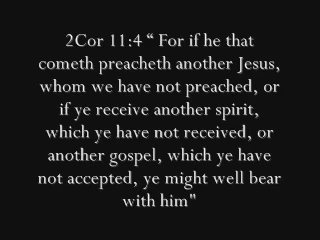 2Cor 11:4 “ For if he that
cometh preacheth another Jesus,
whom we have not preached, or
if ye receive another spirit,
which ye have not received, or
another gospel, which ye have
not accepted, ye might well bear
with him"